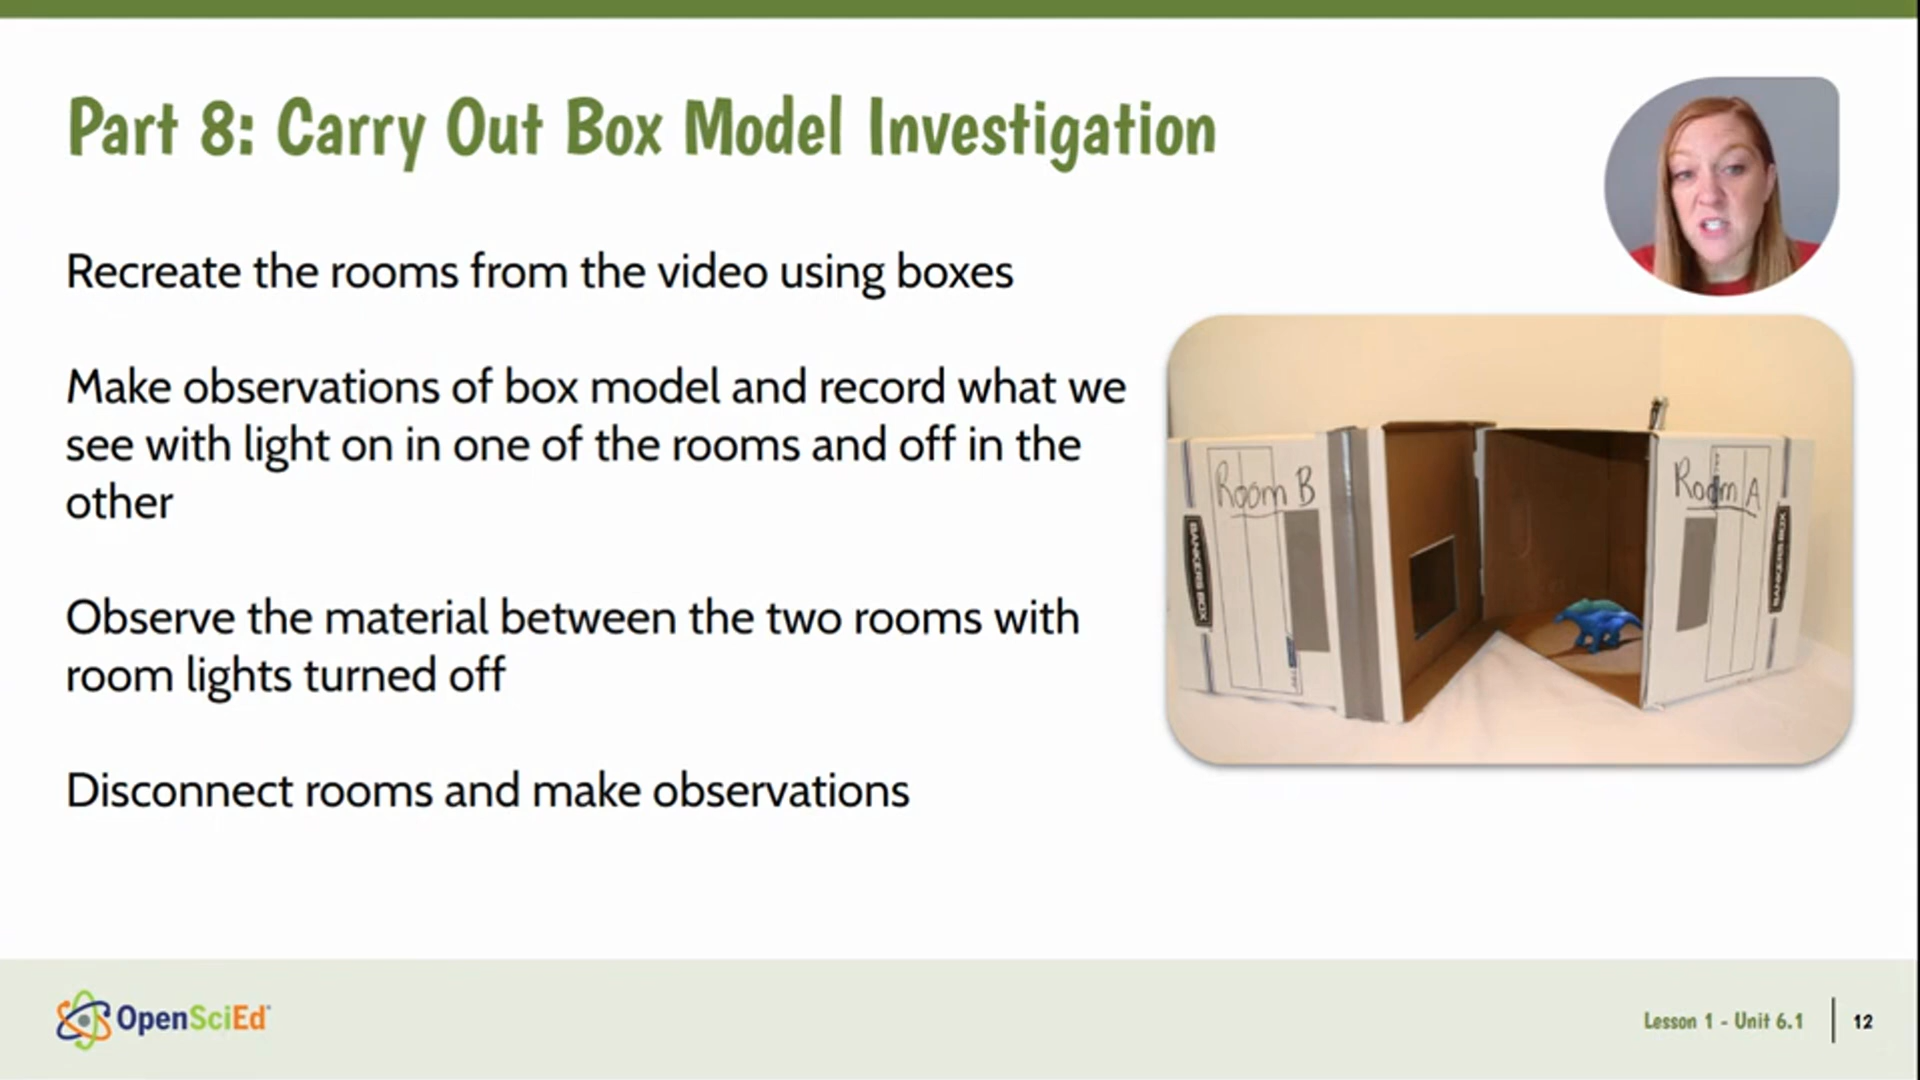 Part 8: Carry Out Box Model Investigation
Recreate the rooms from the video using boxes
Make observations of box model and record what we
see with light on in one of the rooms and off in the
other
Observe the material between the two rooms with
room lights turned off
Disconnect rooms and make observations
Room B
Room A
BANKERS BOX
BANKERS BOX
OpenSciEd
Lesson 1 - Unit 6.1
12